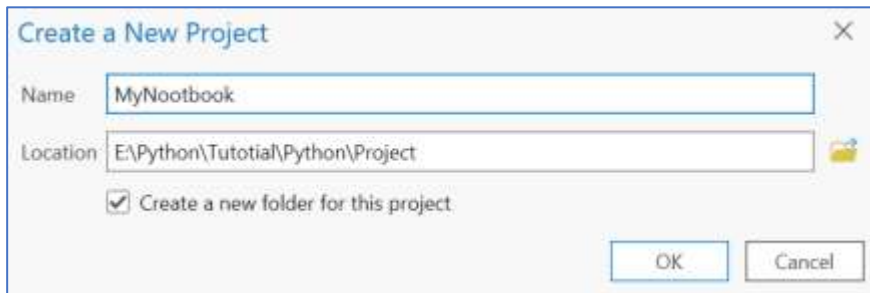 Create a New Project
Name MyNootbook
Location E:\Python\Tutotial\Python\Project
Create a new folder for this project
OK Cancel